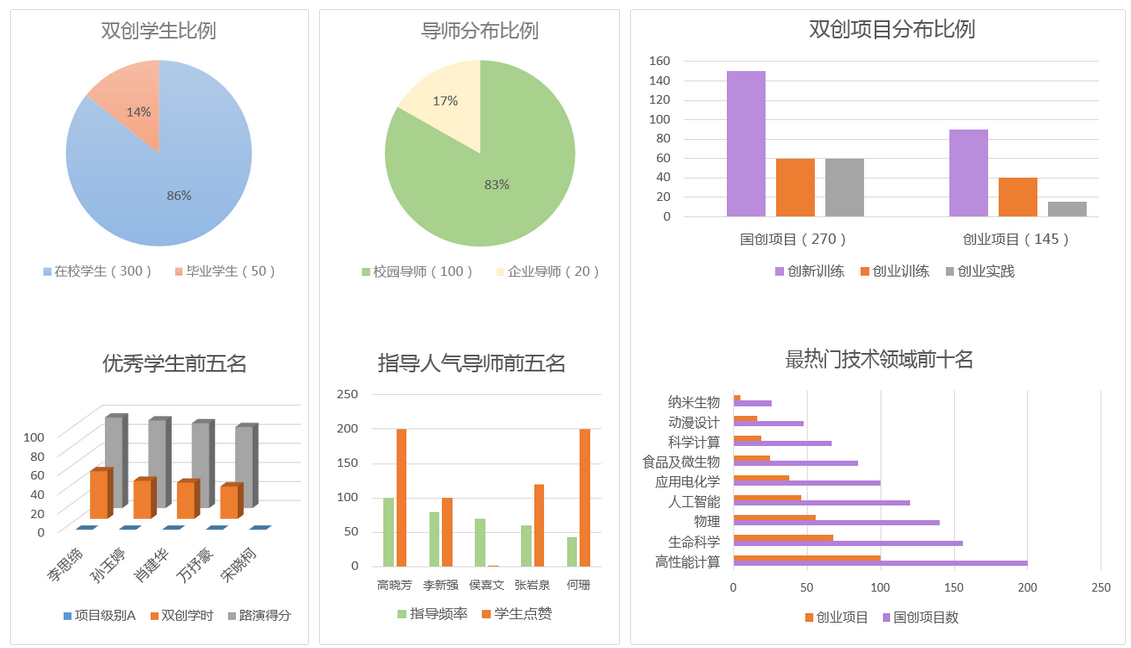 双创学生比例
14%
86%
在校学生（300）
毕业学生（50）
导师分布比例
17%
83%
校园导师（100）
企业导师（20）
双创项目分布比例
160
140
120
100
80
60
40
20
0
国创项目（270）
创业项目（145）
创新训练
创业训练
创业实践
优秀学生前五名
100
80
60
40
20
0
李思缔
孙玉婷
肖建华
万抒豪
宋晓柯
项目级别A
双创学时
路演得分
指导人气导师前五名
250
200
150
100
50
0
高晓芳
李新强
侯喜文
张岩泉
何珊
指导频率
学生点赞
最热门技术领域前十名
纳米生物
动漫设计
科学计算
食品及微生物
应用电化学
人工智能
物理
生命科学
高性能计算
0
50
100
150
200
250
创业项目
国创项目数